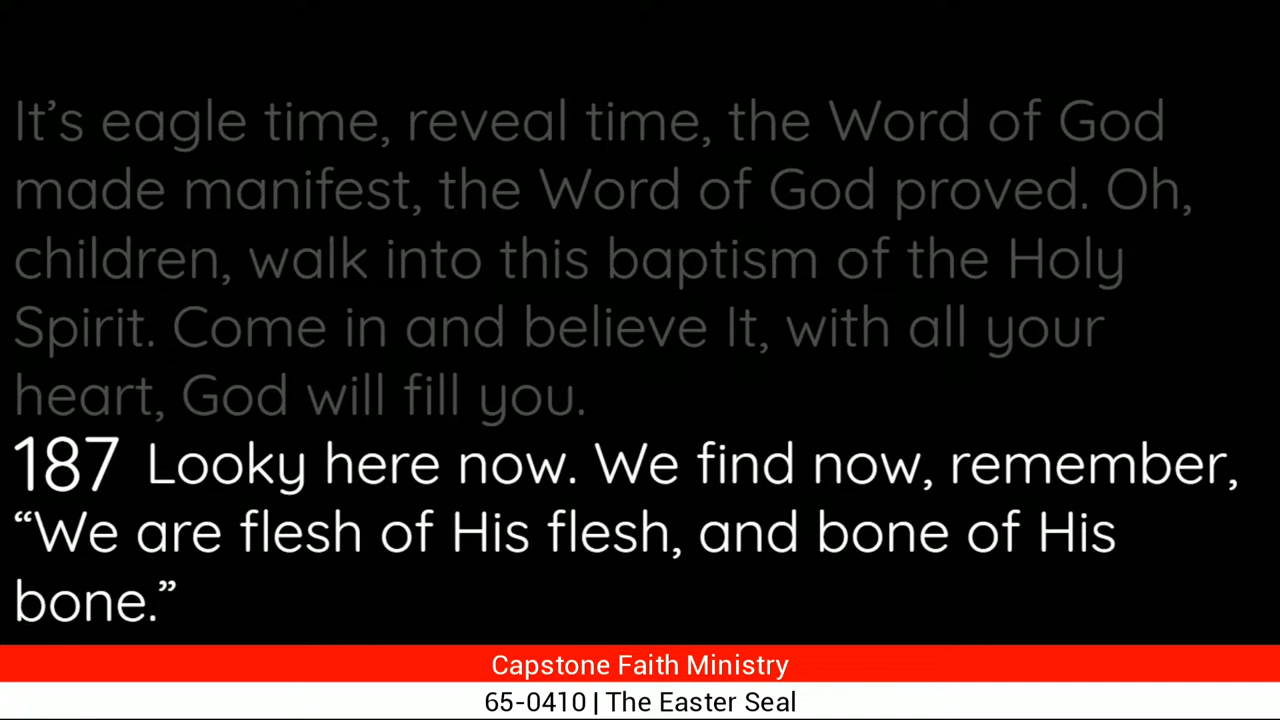 It’s eagle time, reveal time, the Word of God
made manifest, the Word of God proved. Oh,
children, walk into this baptism of the Holy
Spirit. Come in and believe It, with all your
heart, God will fill you.
187 Looky here now. We find now, remember,
“We are flesh of His flesh, and bone of His
bone.”
Capstone Faith Ministry
65-0410 | The Easter Seal